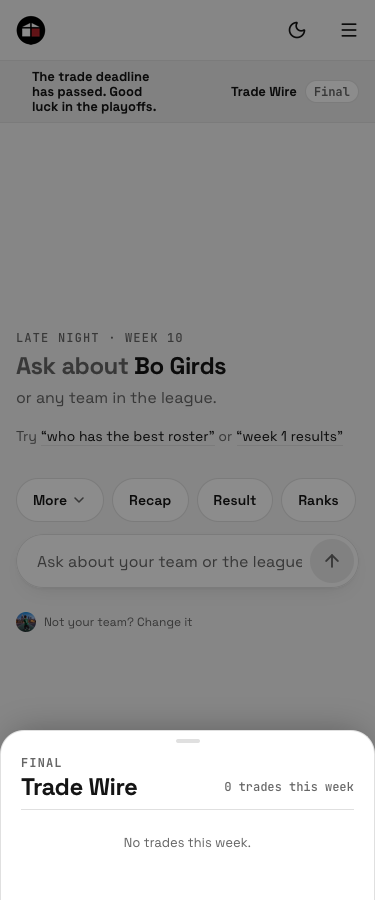 The trade deadline
has passed. Good
luck in the playoffs.
Trade Wire Final
LATE NIGHT · WEEK 10
Ask about Bo Girds
or any team in the league.
Try “who has the best roster” or “week 1 results”
More Recap Result Ranks
Ask about your team or the league
Not your team? Change it
FINAL
Trade Wire 0 trades this week
No trades this week.